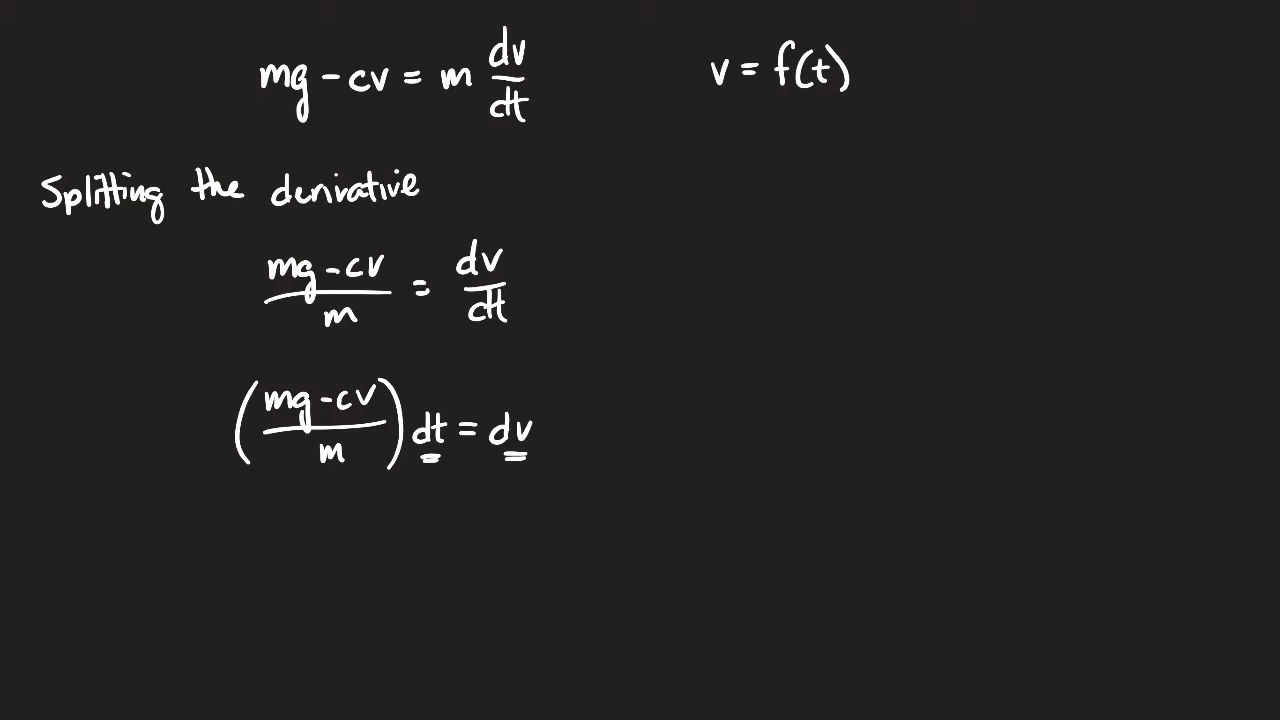 mg - cv = m dv/dt
v = f(t)
Splitting the derivative
(mg - cv)/m = dv/dt
((mg - cv)/m) dt = dv